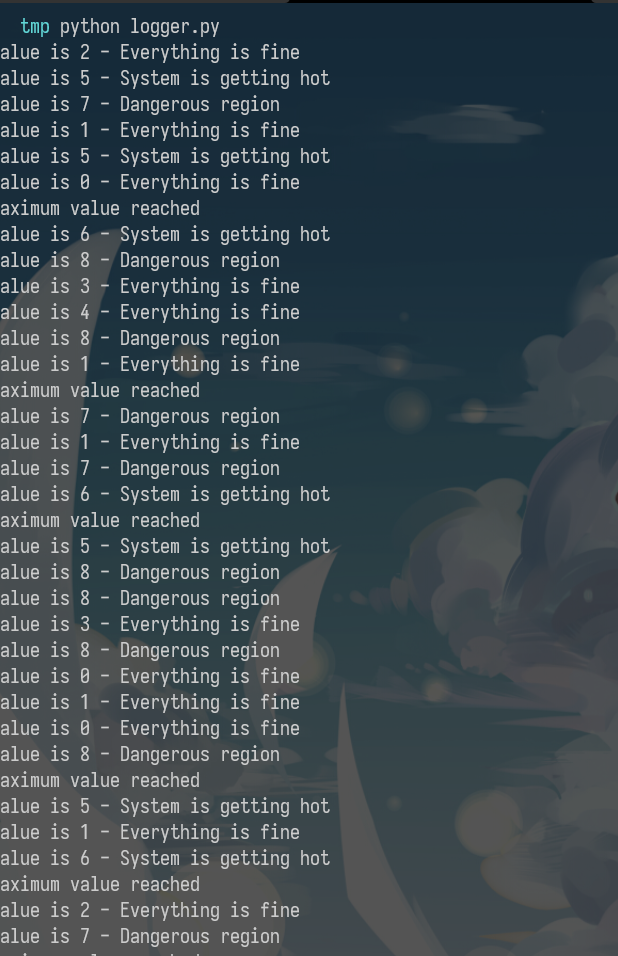 tmp python logger.py
alue is 2 - Everything is fine
alue is 5 - System is getting hot
alue is 7 - Dangerous region
alue is 1 - Everything is fine
alue is 5 - System is getting hot
alue is 0 - Everything is fine
aximum value reached
alue is 6 - System is getting hot
alue is 8 - Dangerous region
alue is 3 - Everything is fine
alue is 4 - Everything is fine
alue is 8 - Dangerous region
alue is 1 - Everything is fine
aximum value reached
alue is 7 - Dangerous region
alue is 1 - Everything is fine
alue is 7 - Dangerous region
alue is 6 - System is getting hot
aximum value reached
alue is 5 - System is getting hot
alue is 8 - Dangerous region
alue is 8 - Dangerous region
alue is 3 - Everything is fine
alue is 8 - Dangerous region
alue is 0 - Everything is fine
alue is 1 - Everything is fine
alue is 0 - Everything is fine
alue is 8 - Dangerous region
aximum value reached
alue is 5 - System is getting hot
alue is 1 - Everything is fine
alue is 6 - System is getting hot
aximum value reached
alue is 2 - Everything is fine
alue is 7 - Dangerous region